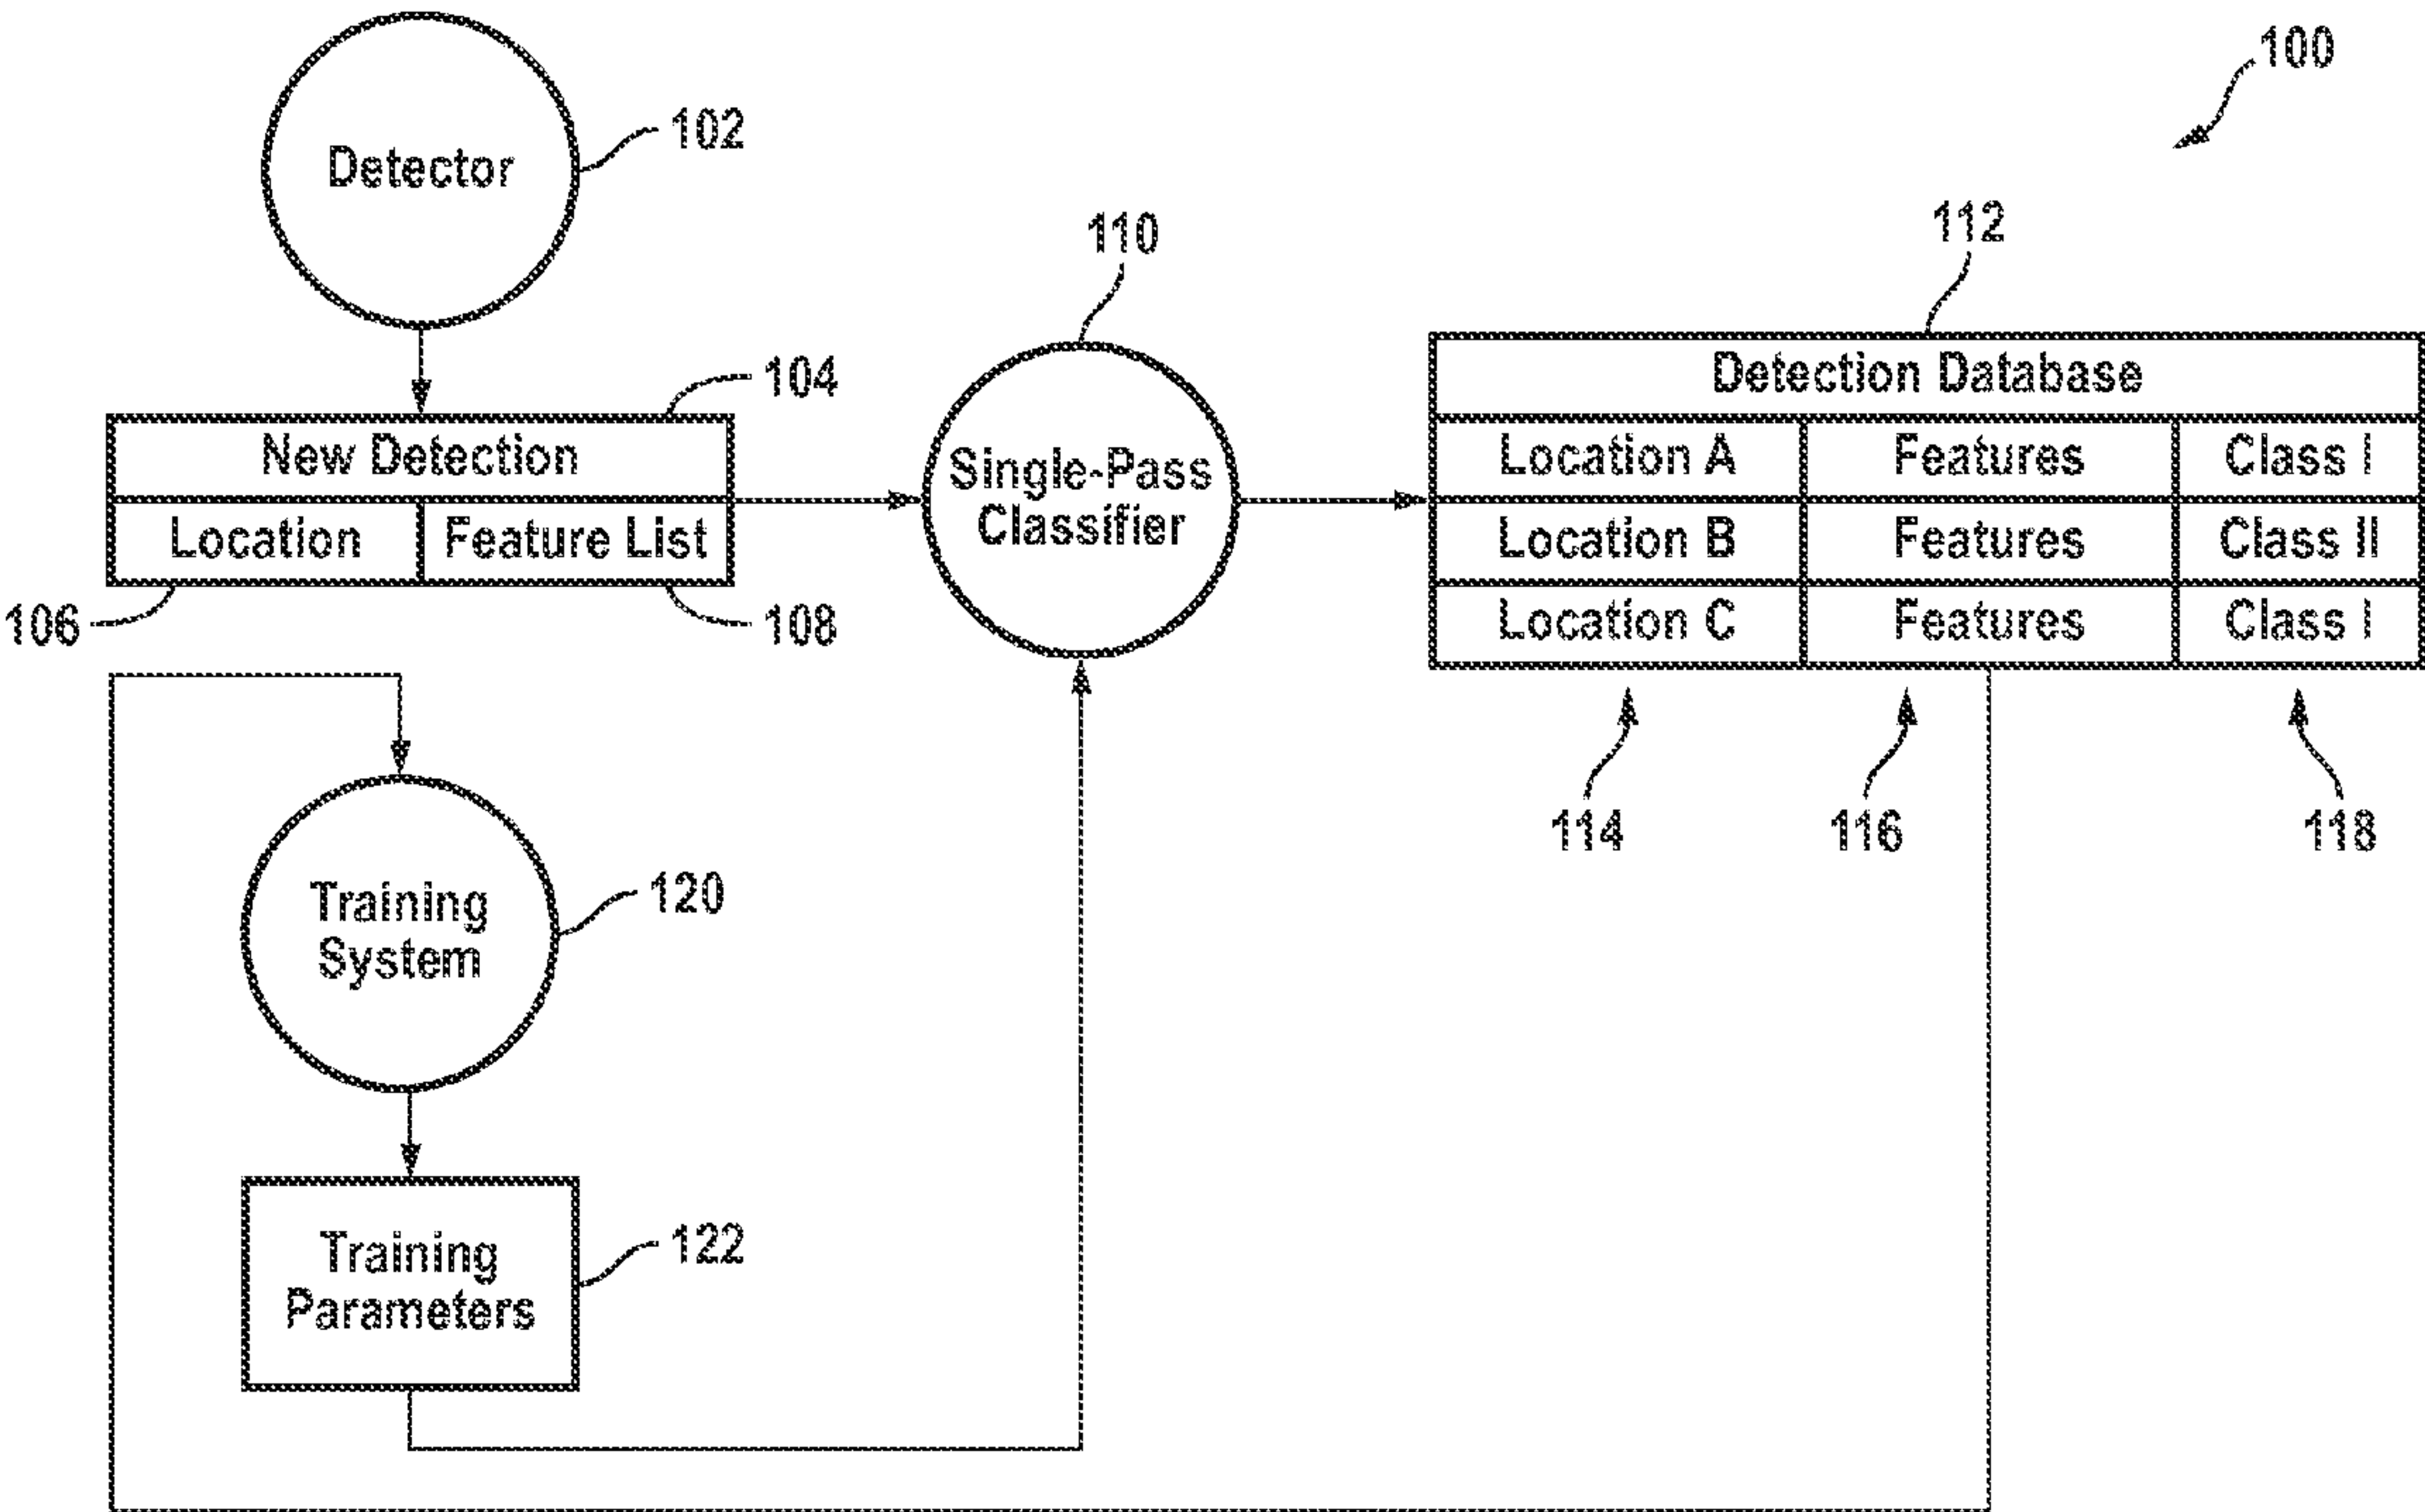 100
Detector
102
110
112
104
New Detection
Location
Feature List
106
108
Single-Pass
Classifier
Detection Database
Location A Features Class I
Location B Features Class II
Location C Features Class I
114
116
118
Training
System
120
Training
Parameters
122